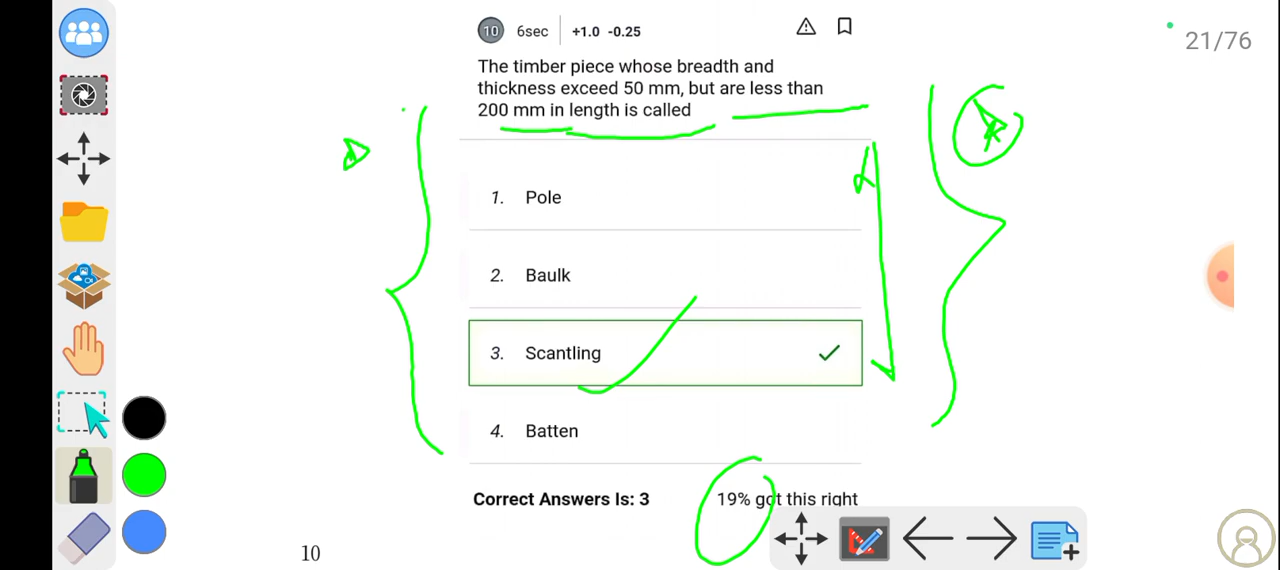 21/76
10 6sec +1.0 -0.25
The timber piece whose breadth and
thickness exceed 50 mm, but are less than
200 mm in length is called
1. Pole
2. Baulk
3. Scantling
4. Batten
Correct Answers Is: 3 19% got this right
10